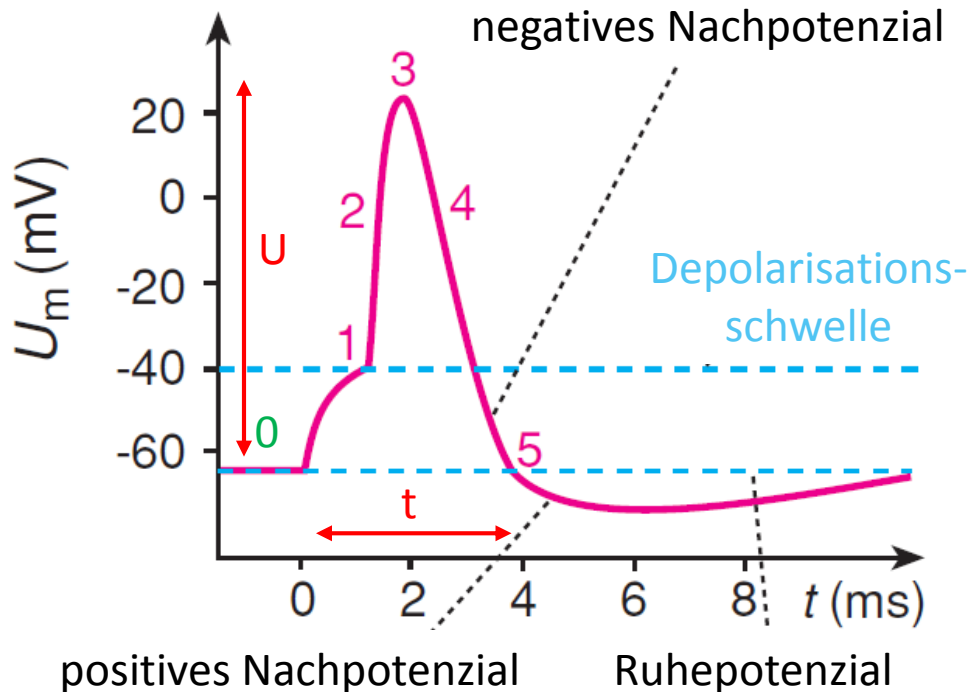 negatives Nachpotenzial
3
20
2
4
0
U
U_m (mV)
-20
Depolarisations-
schwelle
1
-40
0
5
-60
t
0 2 4 6 8 t (ms)
positives Nachpotenzial Ruhepotenzial